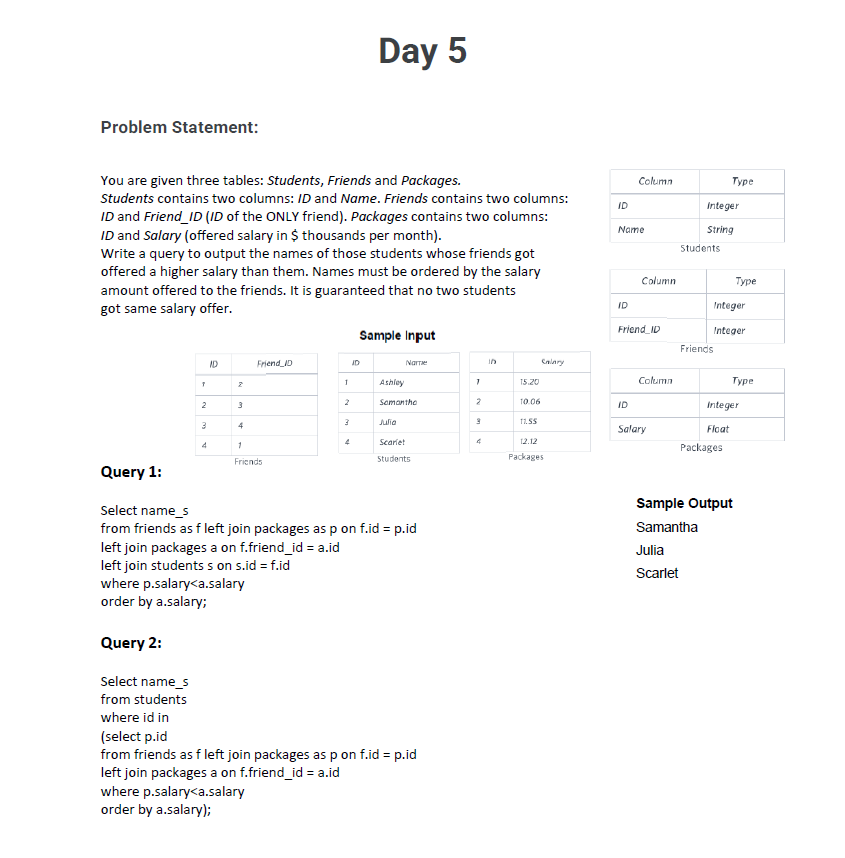 Day 5
Problem Statement:
You are given three tables: Students, Friends and Packages.
Students contains two columns: ID and Name. Friends contains two columns:
ID and Friend_ID (ID of the ONLY friend). Packages contains two columns:
ID and Salary (offered salary in $ thousands per month).
Write a query to output the names of those students whose friends got
offered a higher salary than them. Names must be ordered by the salary
amount offered to the friends. It is guaranteed that no two students
got same salary offer.
Column Type
ID Integer
Name String
Students
Column Type
ID Integer
Friend_ID Integer
Friends
Column Type
ID Integer
Salary Float
Packages
Sample Input
ID Friend_ID
1 2
2 3
3 4
4 1
Friends
ID Name
1 Ashley
2 Samantha
3 Julia
4 Scarlet
Students
ID Salary
1 15.20
2 10.06
3 11.55
4 12.12
Packages
Query 1:
Select name_s
from friends as f left join packages as p on f.id = p.id
left join packages a on f.friend_id = a.id
left join students s on s.id = f.id
where p.salary<a.salary
order by a.salary;
Sample Output
Samantha
Julia
Scarlet
Query 2:
Select name_s
from students
where id in
(select p.id
from friends as f left join packages as p on f.id = p.id
left join packages a on f.friend_id = a.id
where p.salary<a.salary
order by a.salary);